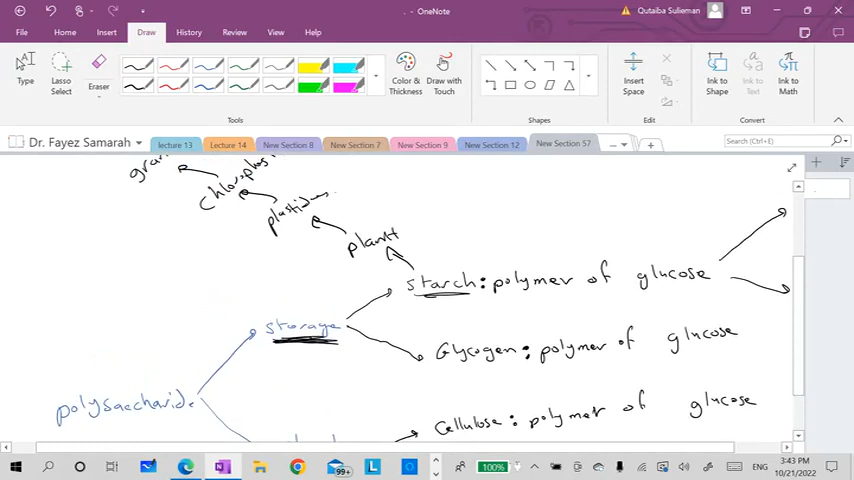 - OneNote
Qutaiba Sulieman
File Home Insert Draw History Review View Help
Type Lasso Select Eraser Color & Thickness Draw with Touch Insert Space Ink to Shape Ink to Text Ink to Math
Tools Shapes Edit Convert
Dr. Fayez Samarah lecture 13 Lecture 14 New Section 8 New Section 7 New Section 9 New Section 12 New Section 57 Search (Ctrl+E)
plant
starch: polymer of glucose
storage
Glycogen: polymer of glucose
polysaccharide
Cellulose: polymer of glucose
99+
100%
ENG 3:43 PM
10/21/2022